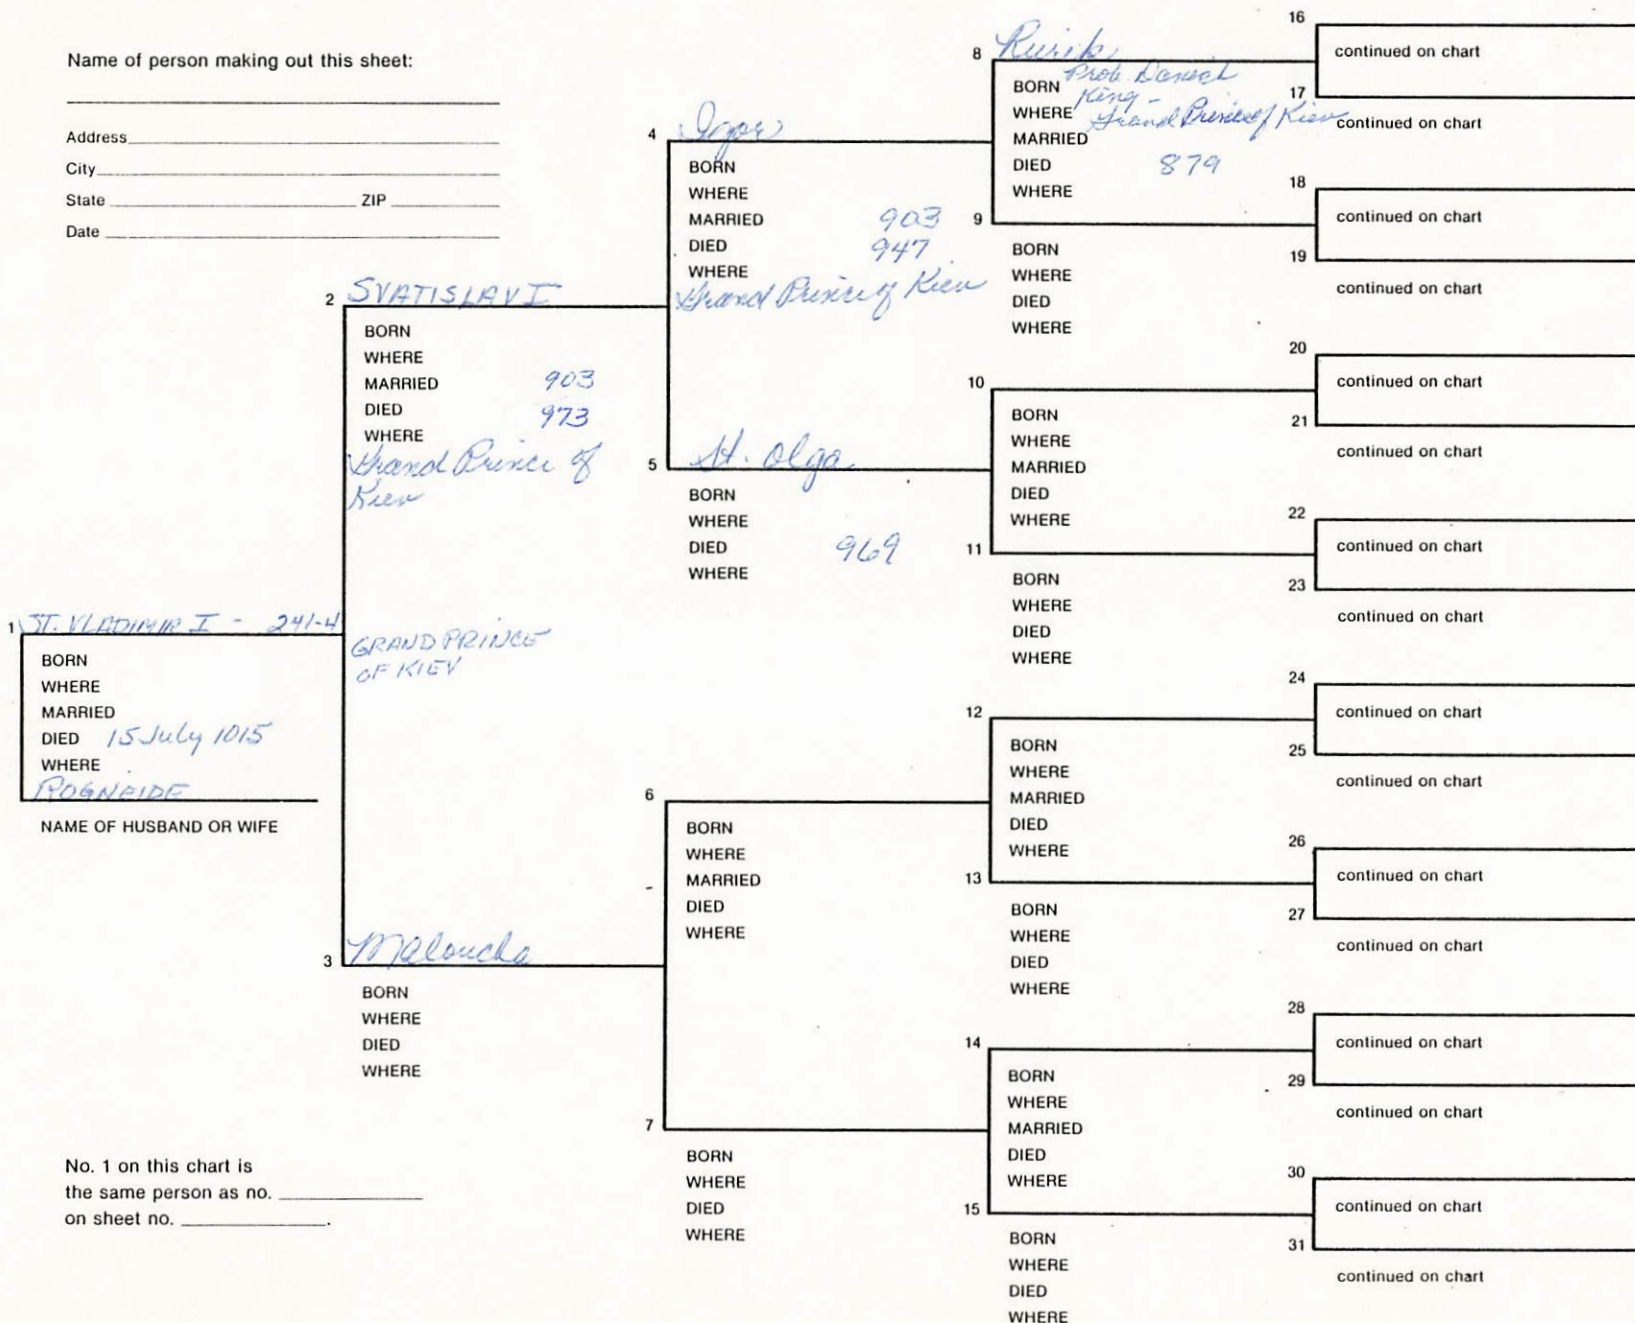 Name of person making out this sheet:
Address
City
State ZIP
Date
1 ST. VLADIMIR I - 241-4
BORN
WHERE
MARRIED
DIED 15 July 1015
WHERE
ROGNEIDE
NAME OF HUSBAND OR WIFE
No. 1 on this chart is
the same person as no.
on sheet no. .
2 SVATISLAV I
BORN
WHERE
MARRIED 903
DIED 973
WHERE
Grand Prince of
Kiev
GRAND PRINCE
OF KIEV
3 Maloucha
BORN
WHERE
DIED
WHERE
4 Igor
BORN
WHERE
MARRIED 903
DIED 947
WHERE
Grand Prince of Kiev
5 St. Olga
BORN
WHERE
DIED 969
WHERE
6
BORN
WHERE
MARRIED
DIED
WHERE
7
BORN
WHERE
DIED
WHERE
8 Rurik
BORN Prob. Danish
WHERE King -
Grand Prince of Kiev
MARRIED
DIED 879
WHERE
9
BORN
WHERE
DIED
WHERE
10
BORN
WHERE
MARRIED
DIED
WHERE
11
BORN
WHERE
DIED
WHERE
12
BORN
WHERE
MARRIED
DIED
WHERE
13
BORN
WHERE
DIED
WHERE
14
BORN
WHERE
MARRIED
DIED
WHERE
15
BORN
WHERE
DIED
WHERE
16
continued on chart
17
continued on chart
18
continued on chart
19
continued on chart
20
continued on chart
21
continued on chart
22
continued on chart
23
continued on chart
24
continued on chart
25
continued on chart
26
continued on chart
27
continued on chart
28
continued on chart
29
continued on chart
30
continued on chart
31
continued on chart